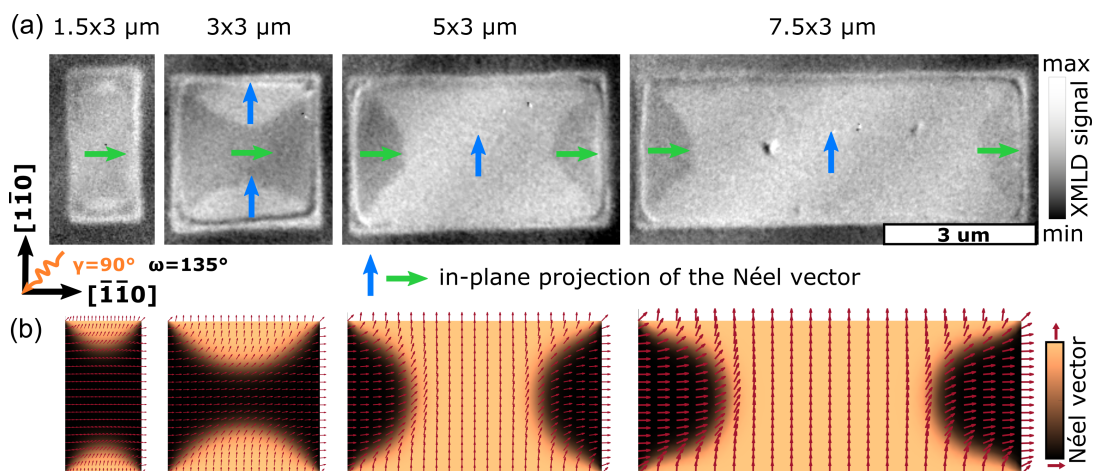 (a) 1.5x3 μm 3x3 μm 5x3 μm 7.5x3 μm
max
XMLD signal
min
3 um
[11̅0]
γ=90° ω=135°
[1̅1̅0]
in-plane projection of the Néel vector
(b)
Néel vector